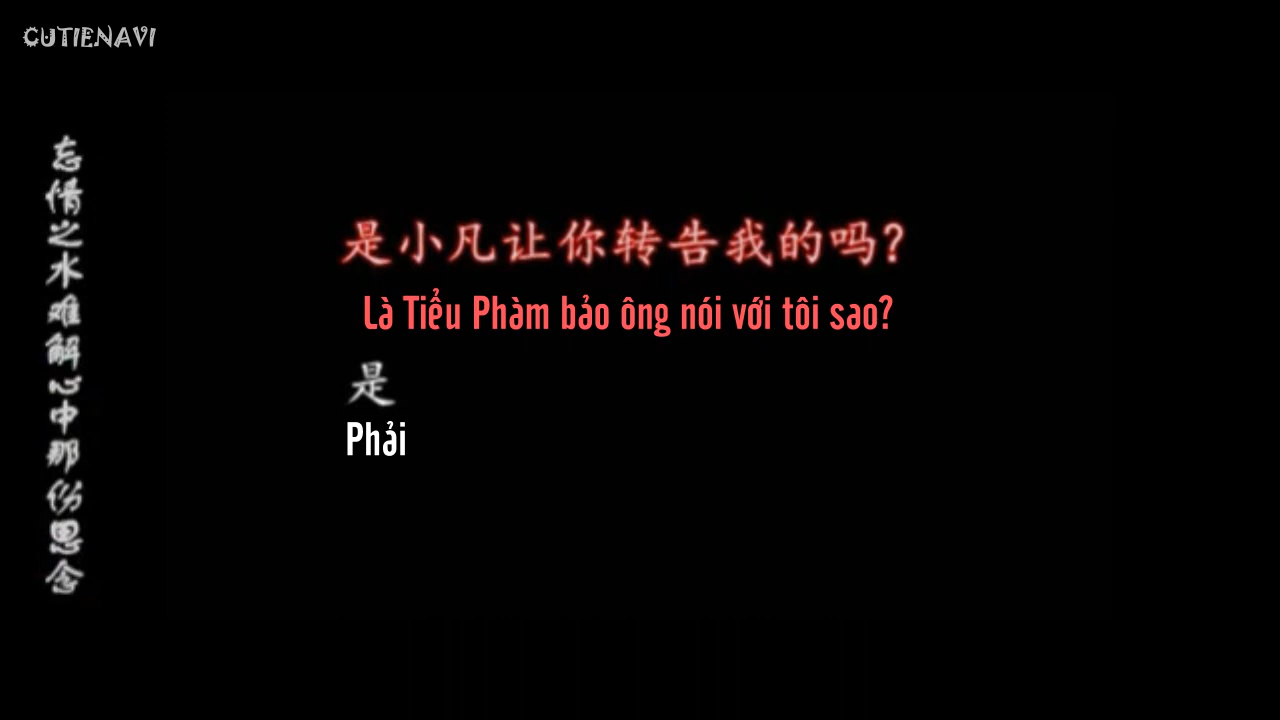 CUTIENAVI
忘情之水难解心中那份思念
是小凡让你转告我的吗?
Là Tiểu Phàm bảo ông nói với tôi sao?
是
Phải